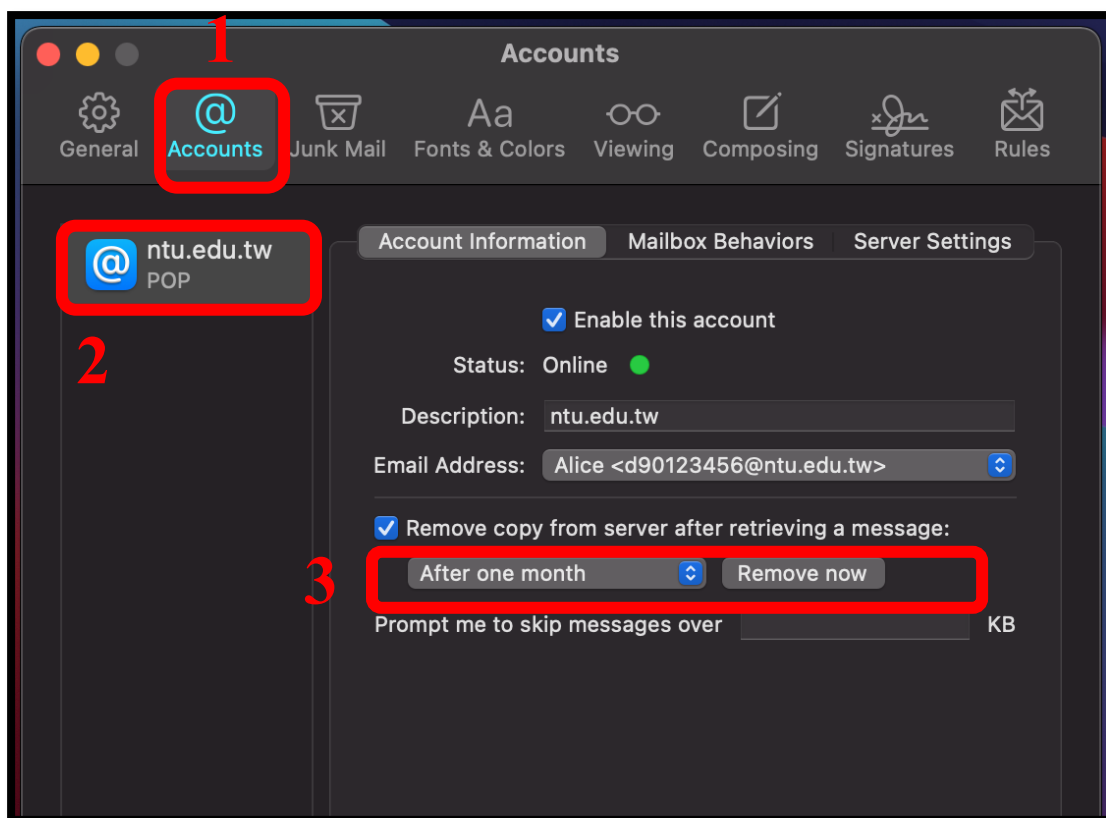 1
Accounts
@
Aa
General Accounts Junk Mail Fonts & Colors Viewing Composing Signatures Rules
@ ntu.edu.tw
POP
2
Account Information Mailbox Behaviors Server Settings
Enable this account
Status: Online
Description: ntu.edu.tw
Email Address: Alice <d90123456@ntu.edu.tw>
Remove copy from server after retrieving a message:
3
After one month Remove now
Prompt me to skip messages over KB